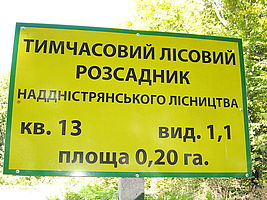 ТИМЧАСОВИЙ ЛІСОВИЙ
РОЗСАДНИК
НАДДНІСТРЯНСЬКОГО ЛІСНИЦТВА
кв. 13 вид. 1,1
площа 0,20 га.